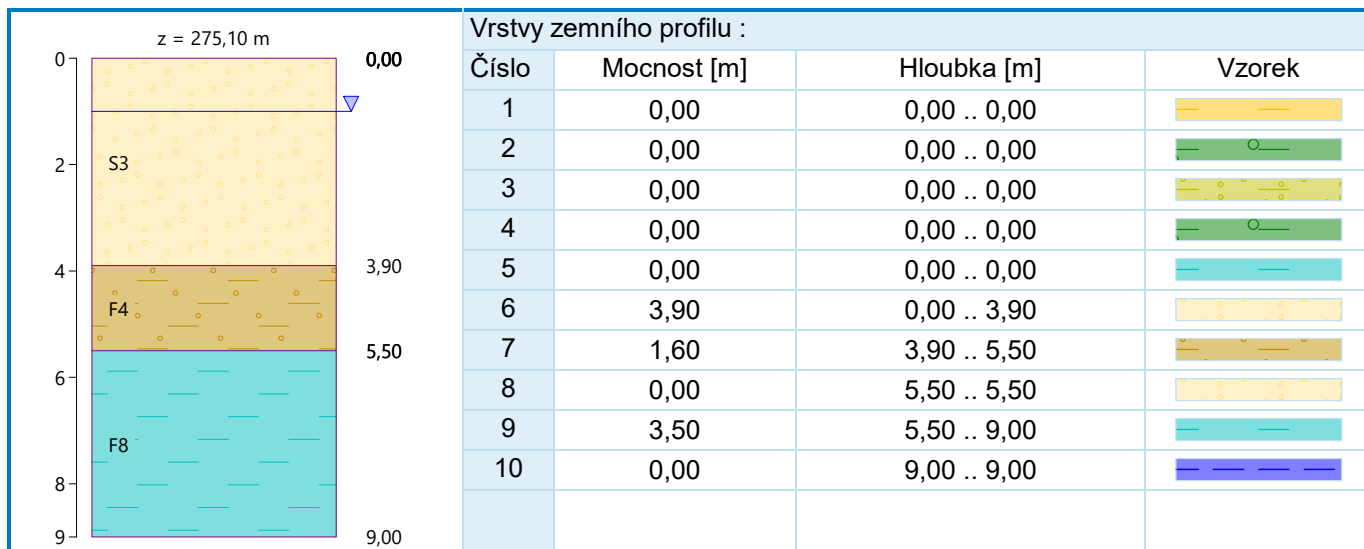 z = 275,10 m
0
0,00
S3
2
4
3,90
F4
5,50
6
F8
8
9
9,00
Vrstvy zemního profilu :
Číslo Mocnost [m] Hloubka [m] Vzorek
1 0,00 0,00 .. 0,00
2 0,00 0,00 .. 0,00
3 0,00 0,00 .. 0,00
4 0,00 0,00 .. 0,00
5 0,00 0,00 .. 0,00
6 3,90 0,00 .. 3,90
7 1,60 3,90 .. 5,50
8 0,00 5,50 .. 5,50
9 3,50 5,50 .. 9,00
10 0,00 9,00 .. 9,00